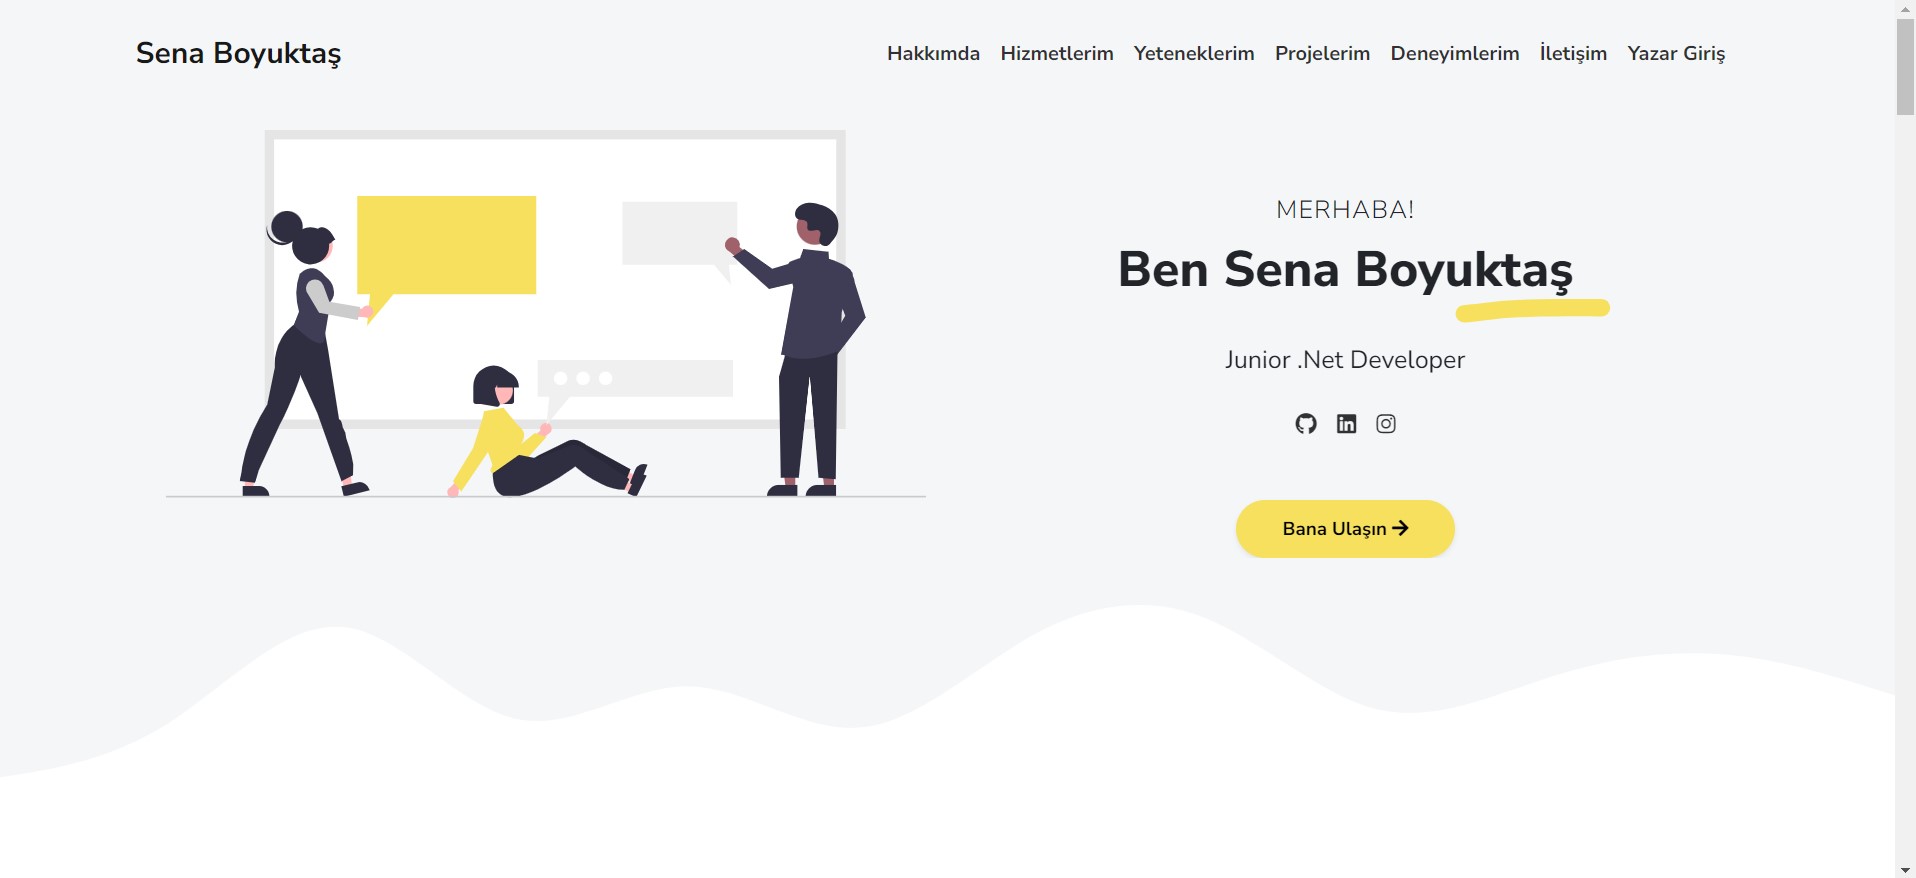 Sena Boyuktaş
Hakkımda Hizmetlerim Yeteneklerim Projelerim Deneyimlerim İletişim Yazar Giriş
MERHABA!
Ben Sena Boyuktaş
Junior .Net Developer
Bana Ulaşın